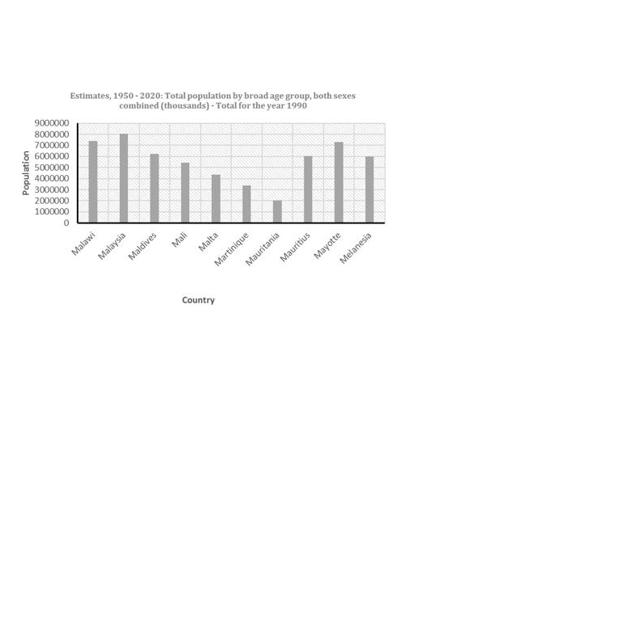 Estimates, 1950 - 2020: Total population by broad age group, both sexes
combined (thousands) - Total for the year 1990
9000000
8000000
7000000
6000000
5000000
4000000
3000000
2000000
1000000
0
Population
Malawi
Malaysia
Maldives
Mali
Malta
Martinique
Mauritania
Mauritius
Mayotte
Melanesia
Country